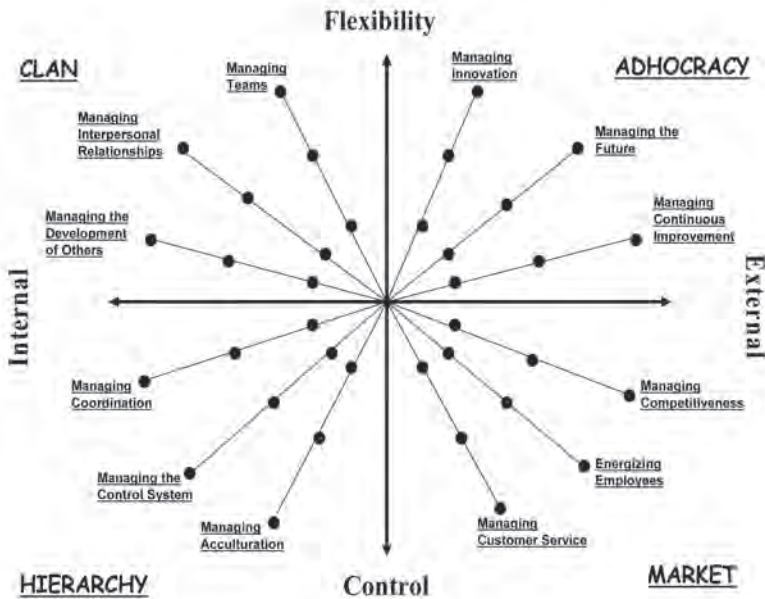 Flexibility
CLAN
ADHOCRACY
Managing
Teams
Managing
Innovation
Managing
Interpersonal
Relationships
Managing the
Future
Managing the
Development
of Others
Managing
Continuous
Improvement
Internal
External
Managing
Coordination
Managing
Competitiveness
Managing the
Control System
Energizing
Employees
Managing
Acculturation
Managing
Customer Service
HIERARCHY
Control
MARKET